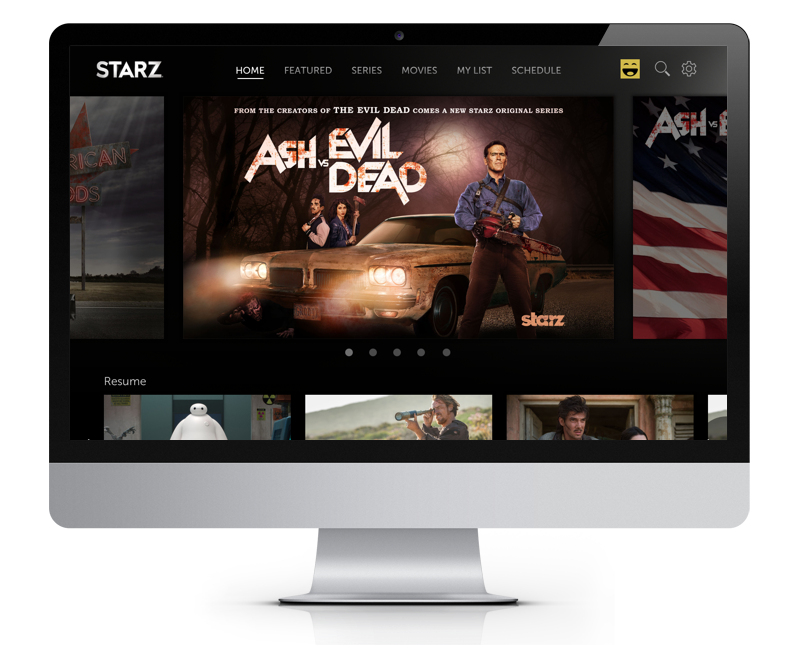 STARZ
HOME FEATURED SERIES MOVIES MY LIST SCHEDULE
RICAN
FROM THE CREATORS OF THE EVIL DEAD COMES A NEW STARZ ORIGINAL SERIES
ASH vs EVIL DEAD
ASH vs E
starz
Resume